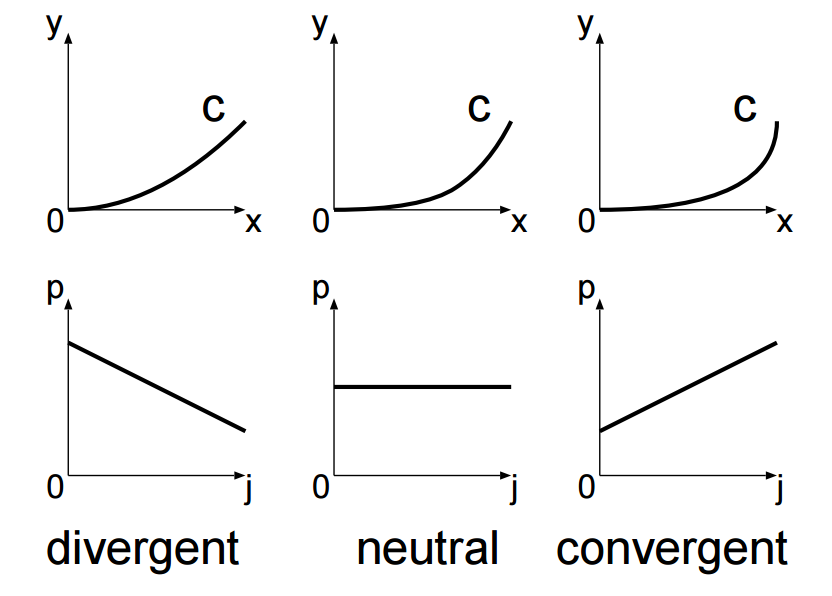 y y y
c c c
0 x 0 x 0 x
p p p
0 j 0 j 0 j
divergent neutral convergent